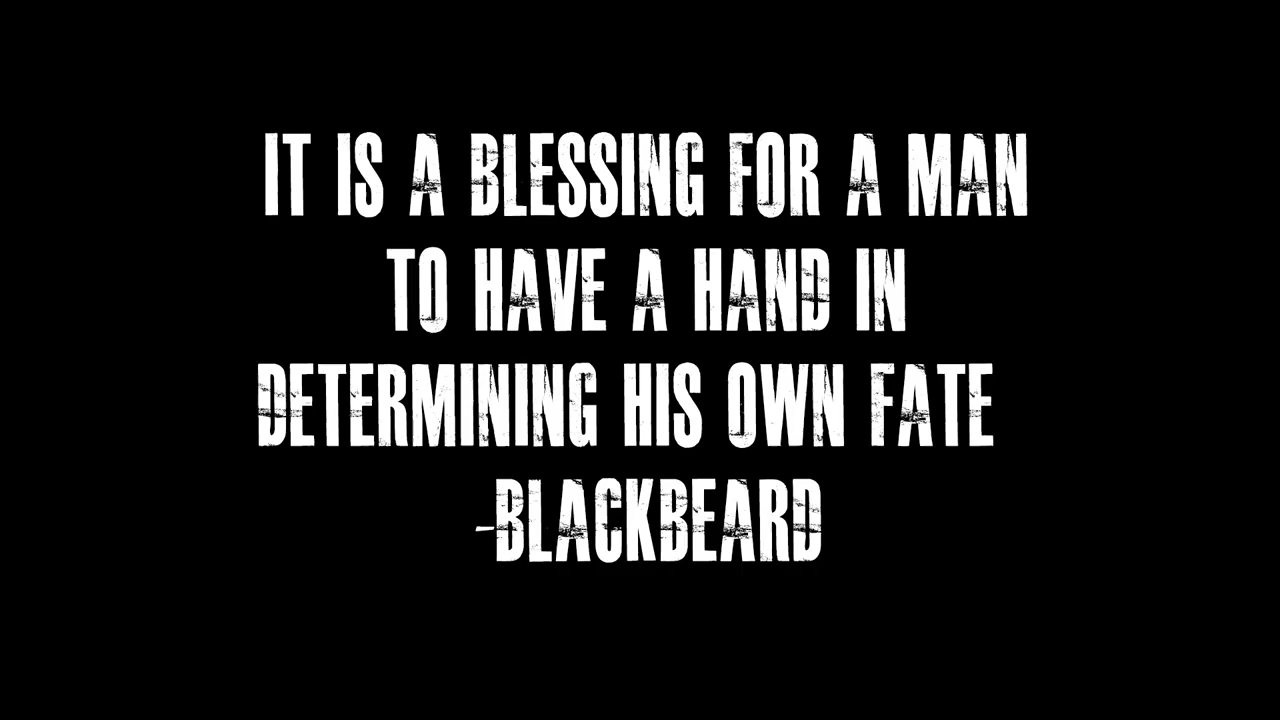 IT IS A BLESSING FOR A MAN
TO HAVE A HAND IN
DETERMINING HIS OWN FATE
-BLACKBEARD